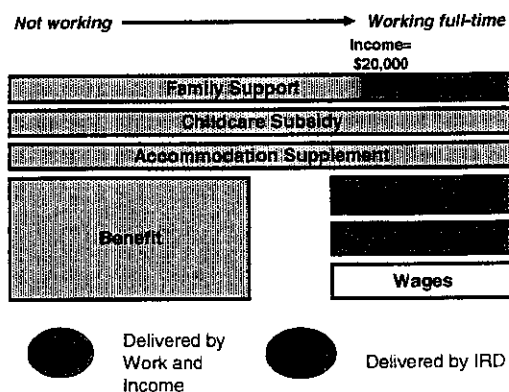 Not working
Working full-time
Income=
$20,000
Family Support
Childcare Subsidy
Accommodation Supplement
Benefit
Wages
Delivered by
Work and
Income
Delivered by IRD